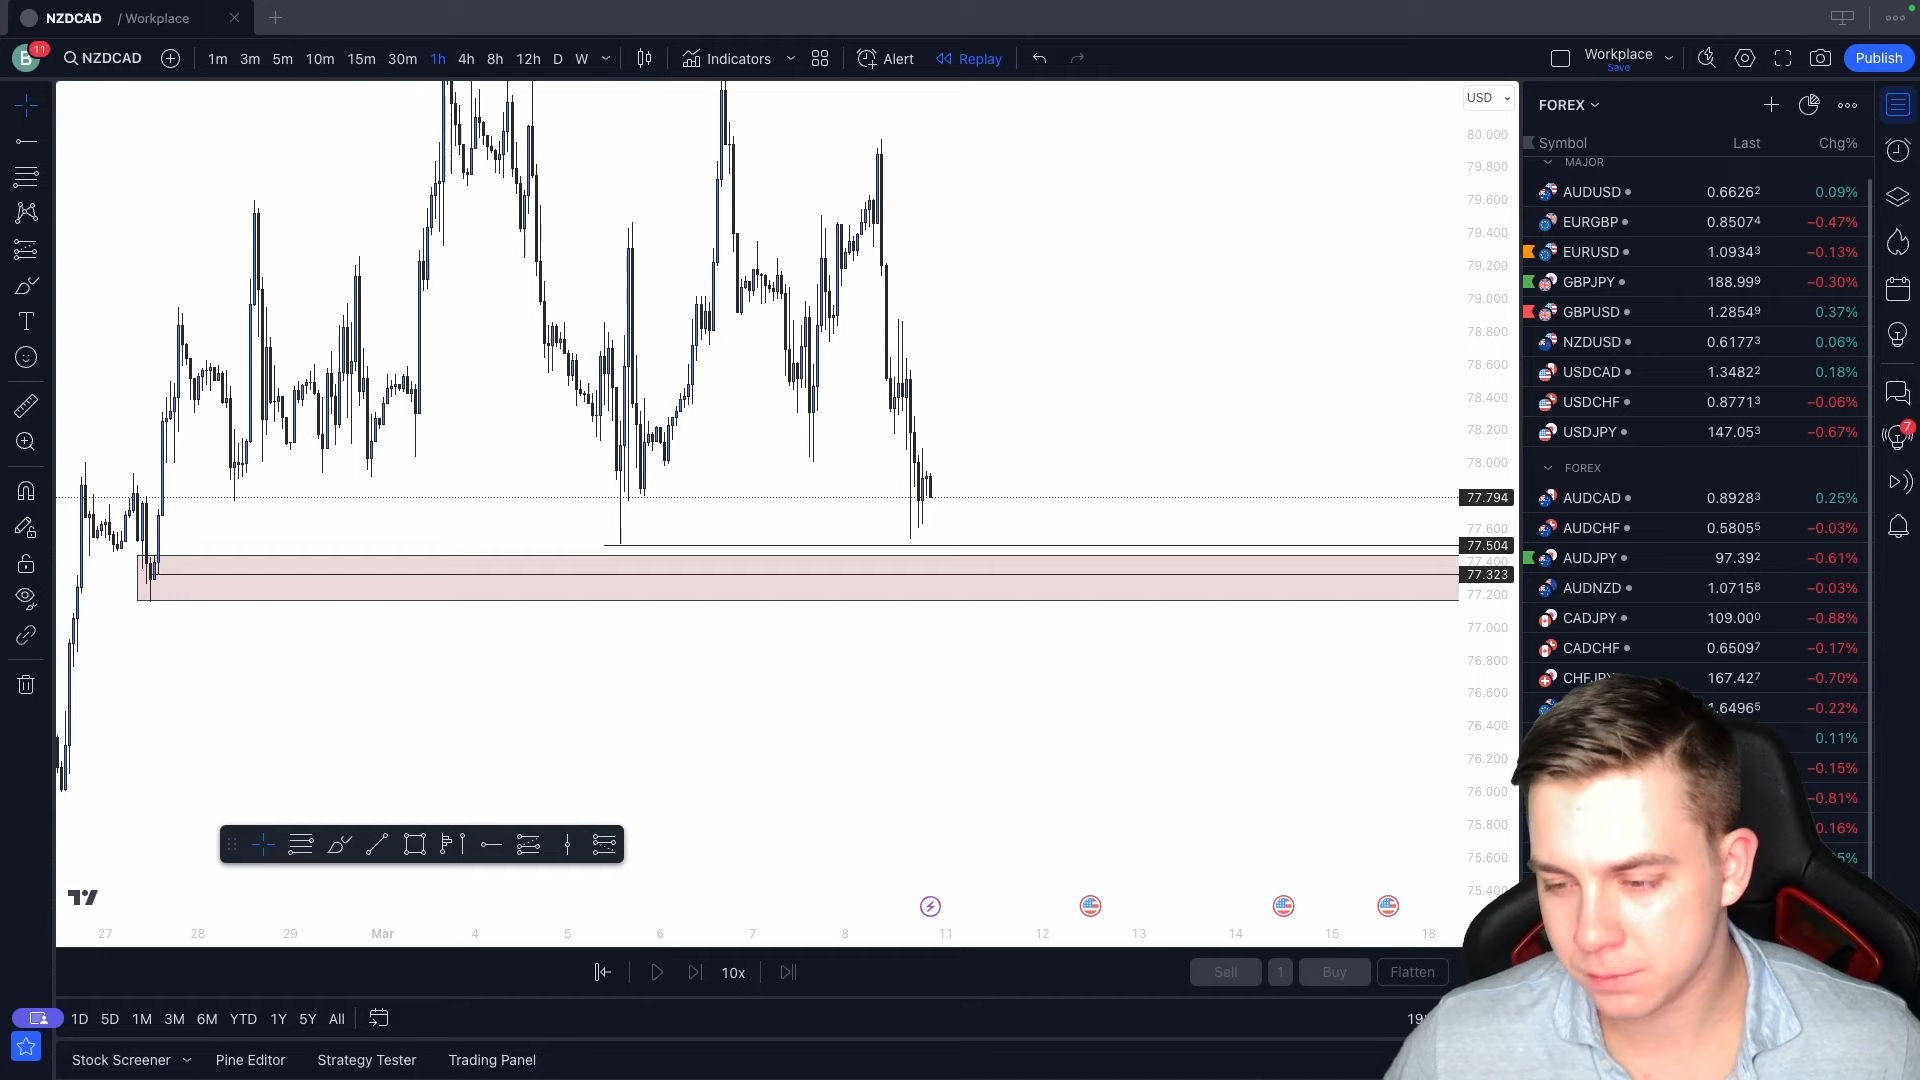 NZDCAD / Workplace
B 11 NZDCAD 1m 3m 5m 10m 15m 30m 1h 4h 8h 12h D W Indicators Alert Replay Workplace Save Publish
USD
80.000
79.800
79.600
79.400
79.200
79.000
78.800
78.600
78.400
78.200
78.000
77.794
77.600
77.504
77.400
77.323
77.200
77.000
76.800
76.600
76.400
76.200
76.000
75.800
75.600
75.400
27 28 29 Mar 4 5 6 7 8 11 12 13 14 15 18
FOREX
Symbol Last Chg%
MAJOR
AUDUSD 0.66262 0.09%
EURGBP 0.85074 −0.47%
EURUSD 1.09343 −0.13%
GBPJPY 188.999 −0.30%
GBPUSD 1.28549 0.37%
NZDUSD 0.61773 0.06%
USDCAD 1.34822 0.18%
USDCHF 0.87713 −0.06%
USDJPY 147.053 −0.67%
FOREX
AUDCAD 0.89283 0.25%
AUDCHF 0.58055 −0.03%
AUDJPY 97.392 −0.61%
AUDNZD 1.07158 −0.03%
CADJPY 109.000 −0.88%
CADCHF 0.65097 −0.17%
CHFJPY 167.427 −0.70%
1.64965 −0.22%
0.11%
−0.15%
−0.81%
0.16%
5%
7
10x Sell 1 Buy Flatten
1D 5D 1M 3M 6M YTD 1Y 5Y All 19
Stock Screener Pine Editor Strategy Tester Trading Panel